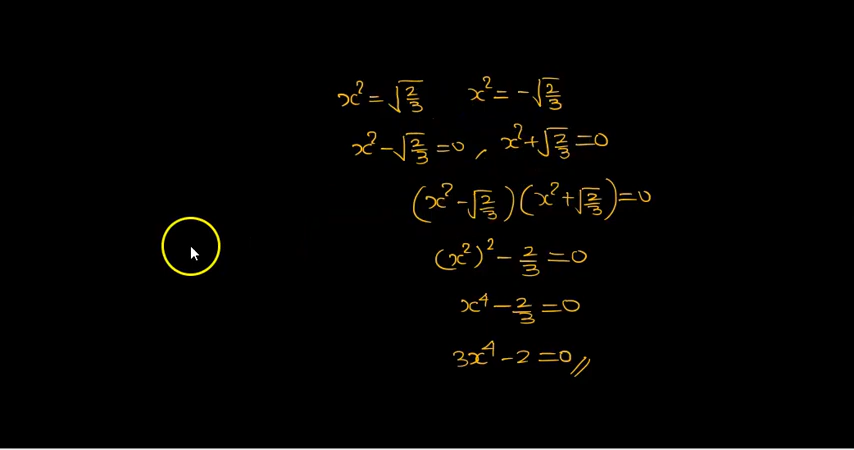 x² = √(2/3)  x² = -√(2/3)
x² - √(2/3) = 0 , x² + √(2/3) = 0
(x² - √(2/3)) (x² + √(2/3)) = 0
(x²)² - 2/3 = 0
x⁴ - 2/3 = 0
3x⁴ - 2 = 0 //